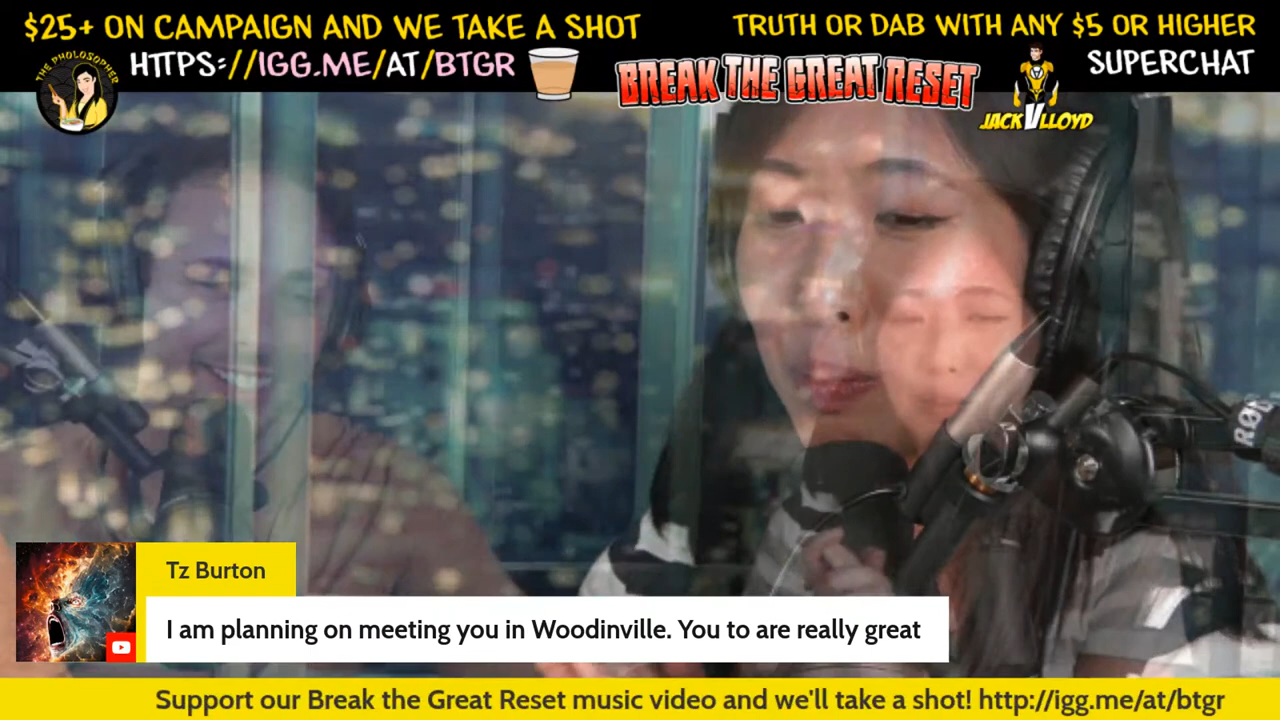 $25+ ON CAMPAIGN AND WE TAKE A SHOT
HTTPS://IGG.ME/AT/BTGR
THE PHOLOSOPHER
BREAK THE GREAT RESET
TRUTH OR DAB WITH ANY $5 OR HIGHER
SUPERCHAT
JACK V LLOYD
RØD
Tz Burton
I am planning on meeting you in Woodinville. You to are really great
Support our Break the Great Reset music video and we'll take a shot! http://igg.me/at/btgr